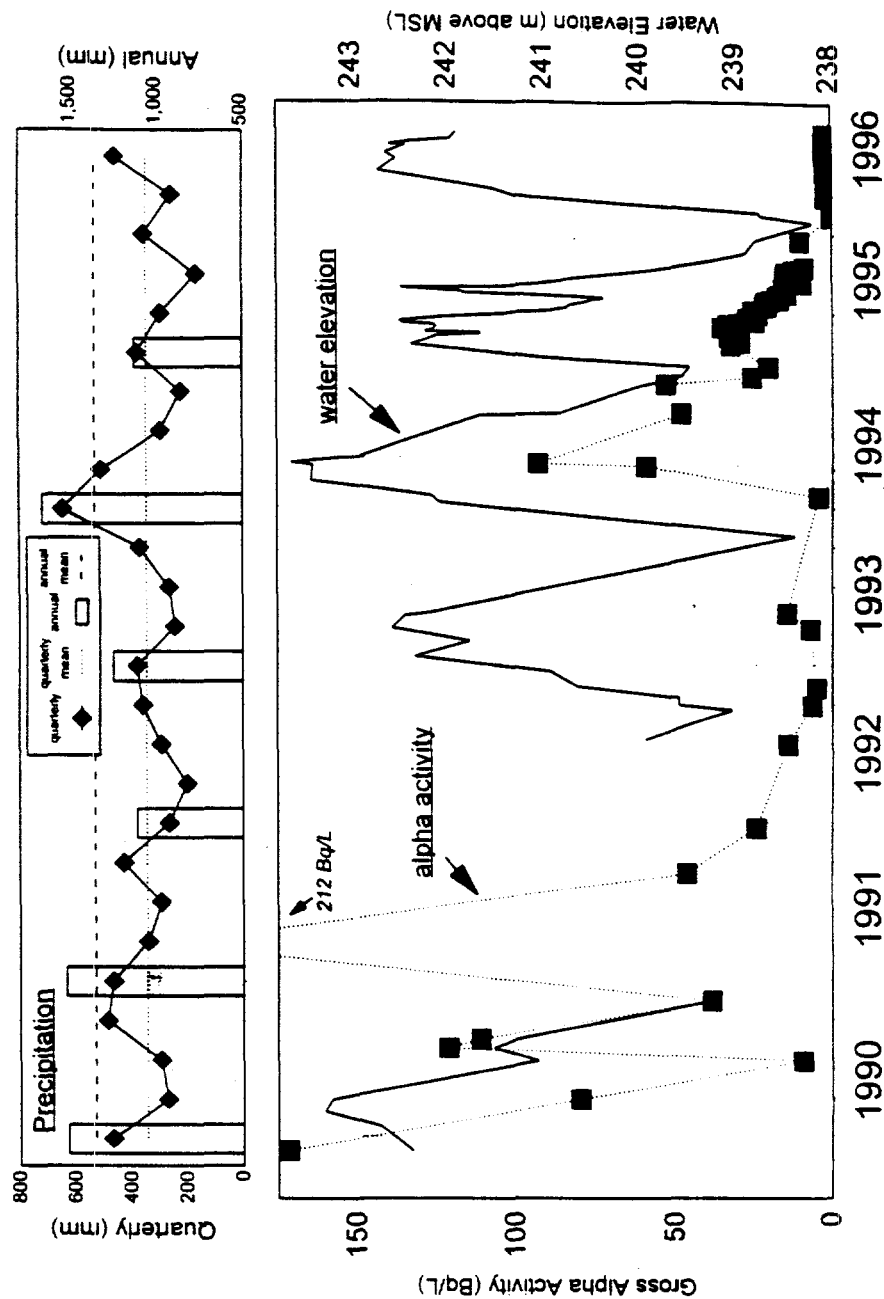 Precipitation
Quarterly (mm)
800
600
400
200
0
Annual (mm)
1,500
1,000
500
quarterly
quarterly mean
annual
annual mean
Gross Alpha Activity (Bq/L)
150
100
50
0
Water Elevation (m above MSL)
243
242
241
240
239
238
212 Bq/L
alpha activity
water elevation
1990
1991
1992
1993
1994
1995
1996